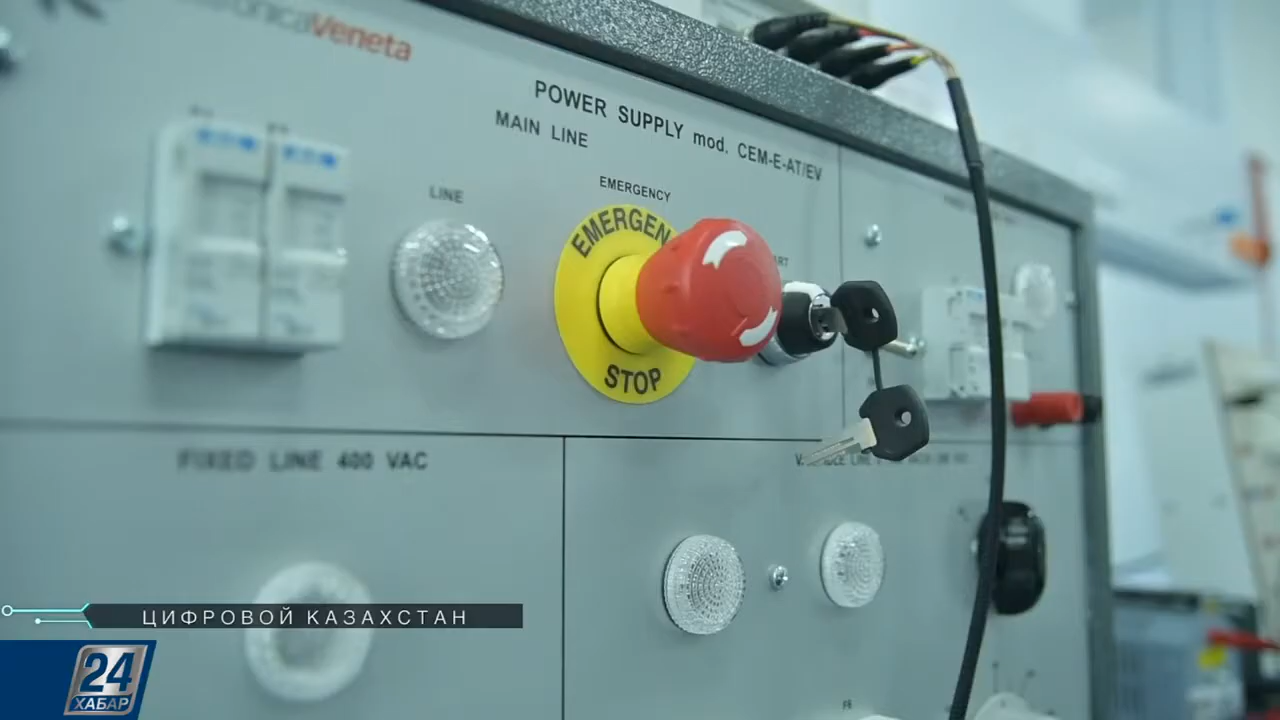 Veneta
POWER SUPPLY mod. CEM-E-AT/EV
MAIN LINE
LINE
EMERGENCY
EMERGEN
STOP
FIXED LINE 400 VAC
ЦИФРОВОЙ КАЗАХСТАН
24
ХАБАР